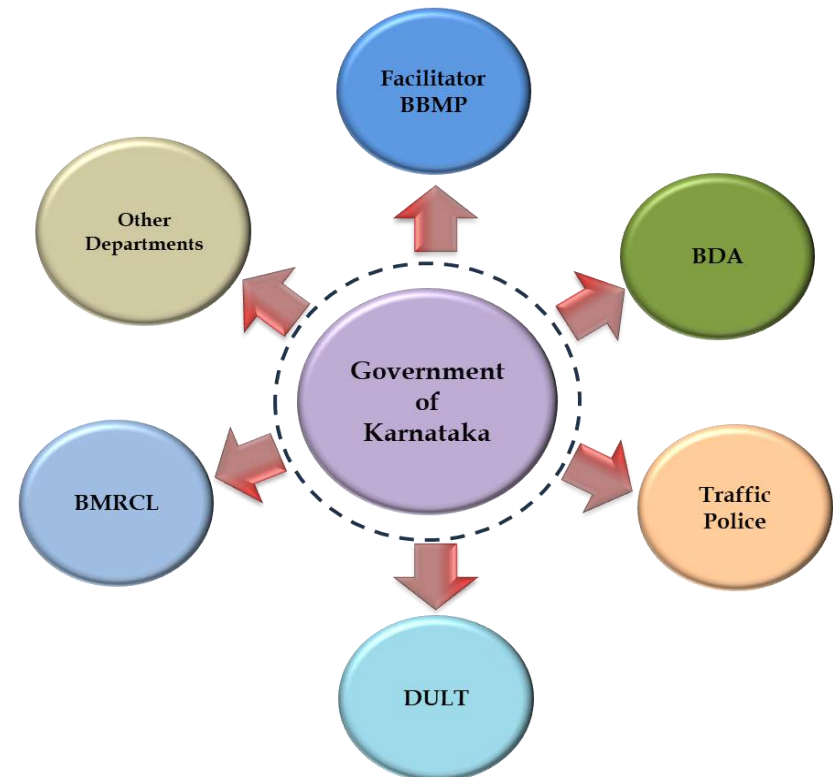 Facilitator
BBMP
Other
Departments
BDA
Government
of
Karnataka
BMRCL
Traffic
Police
DULT